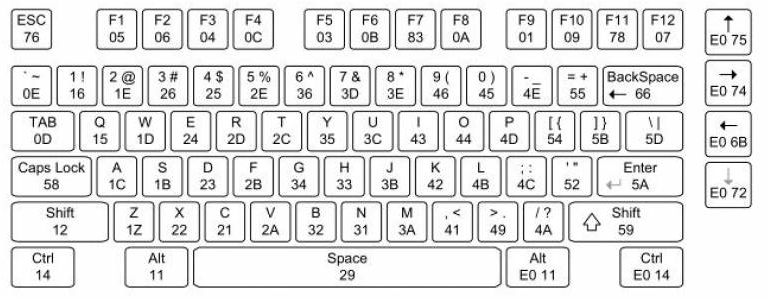 ESC F1 F2 F3 F4 F5 F6 F7 F8 F9 F10 F11 F12 ↑
76 05 06 04 0C 03 0B 83 0A 01 09 78 07 E0 75
` ~ 1 ! 2 @ 3 # 4 $ 5 % 6 ^ 7 & 8 * 9 ( 0 ) - _ = + BackSpace →
0E 16 1E 26 25 2E 36 3D 3E 46 45 4E 55 ← 66 E0 74
TAB Q W E R T Y U I O P [ { ] } \ | ←
0D 15 1D 24 2D 2C 35 3C 43 44 4D 54 5B 5D E0 6B
Caps Lock A S D F G H J K L ; : ' " Enter ↓
58 1C 1B 23 2B 34 33 3B 42 4B 4C 52 ↵ 5A E0 72
Shift Z X C V B N M , < > . / ? ⇧ Shift
12 1Z 22 21 2A 32 31 3A 41 49 4A 59
Ctrl Alt Space Alt Ctrl
14 11 29 E0 11 E0 14